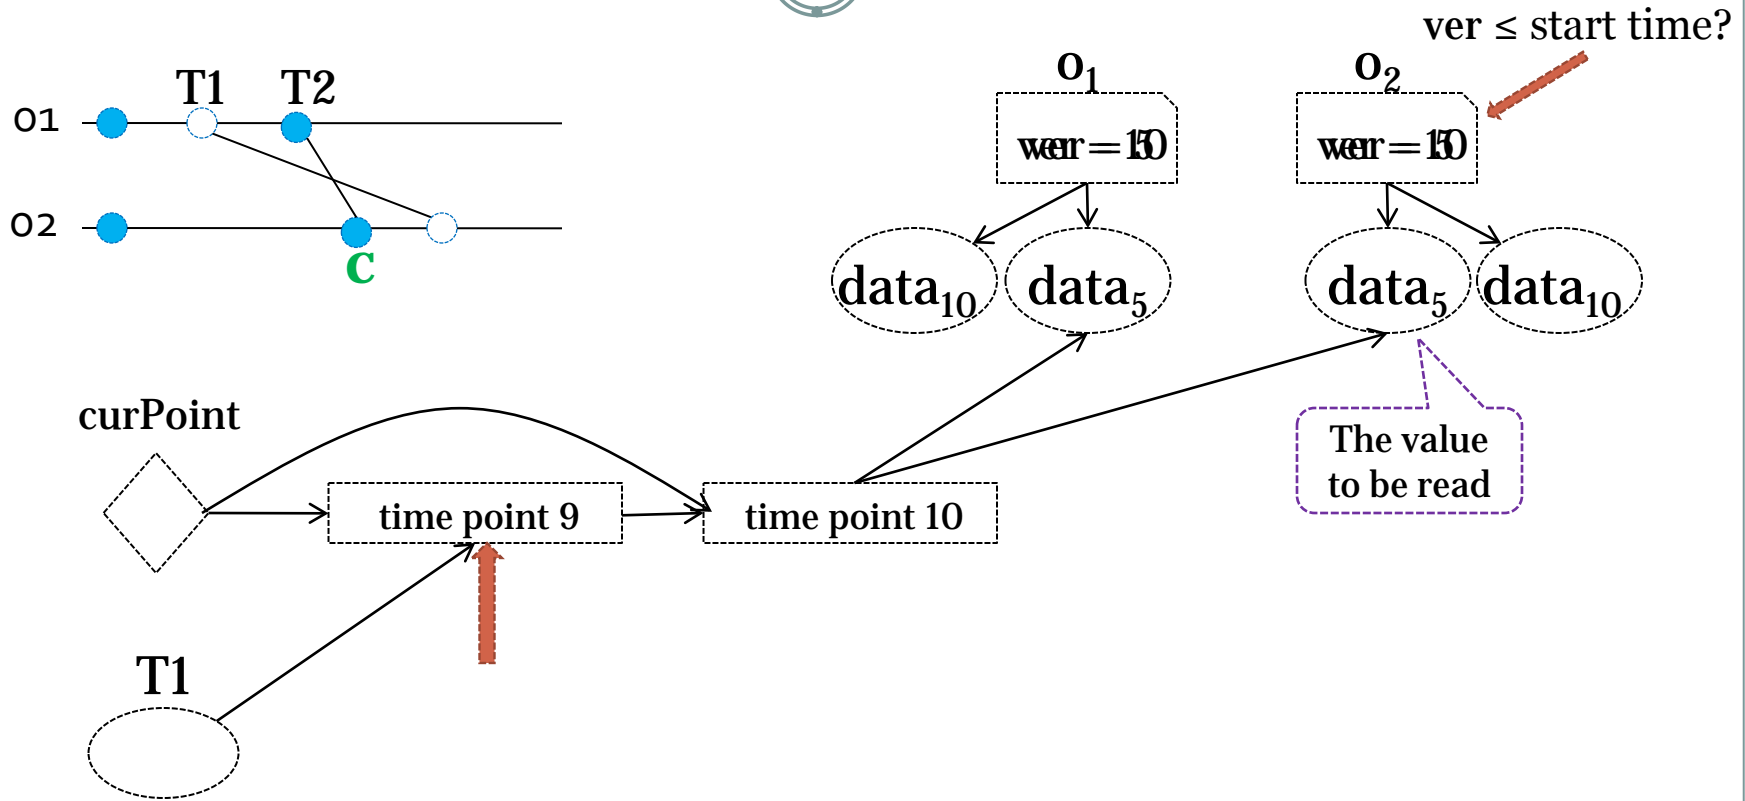 ver ≤ start time?
T1 T2
o1
o2
c
o₁
o₂
data₁₀
data₅
data₅
data₁₀
curPoint
time point 9
time point 10
The value
to be read
T1